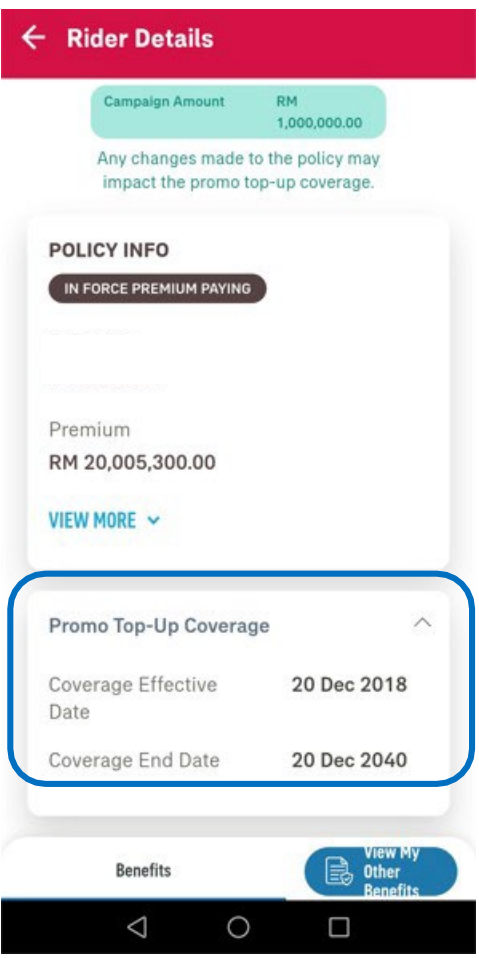 Rider Details
Campaign Amount RM
1,000,000.00
Any changes made to the policy may
impact the promo top-up coverage.
POLICY INFO
IN FORCE PREMIUM PAYING
Premium
RM 20,005,300.00
VIEW MORE
Promo Top-Up Coverage
Coverage Effective 20 Dec 2018
Date
Coverage End Date 20 Dec 2040
Benefits
View My
Other
Benefits